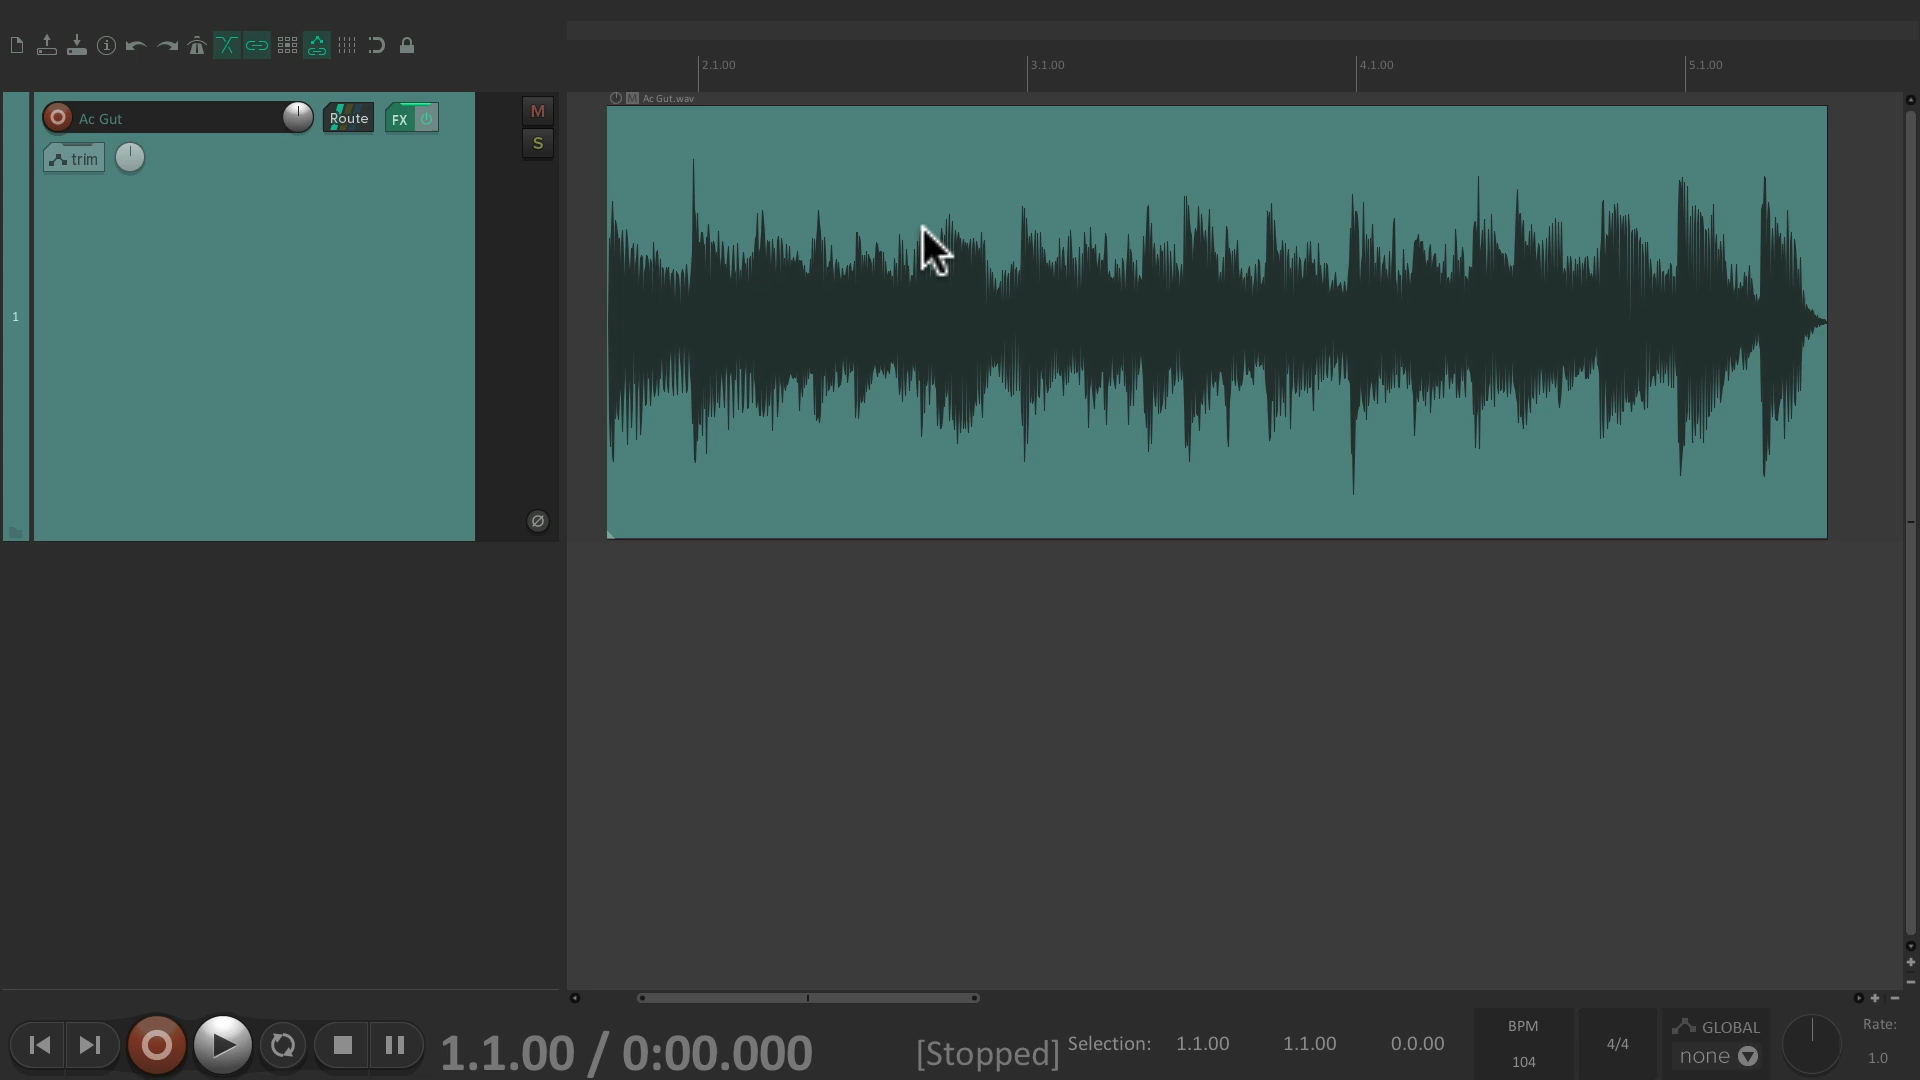 2.1.00
3.1.00
4.1.00
5.1.00
Ac Gut
Route
FX
M
M Ac Gut.wav
trim
S
1
1.1.00 / 0:00.000
[Stopped]
Selection:
1.1.00
1.1.00
0.0.00
BPM
104
4/4
GLOBAL
none
Rate:
1.0